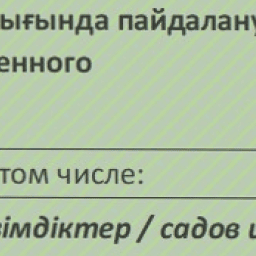 ығында пайдалану
енного
том числе:
імдіктер / садов и